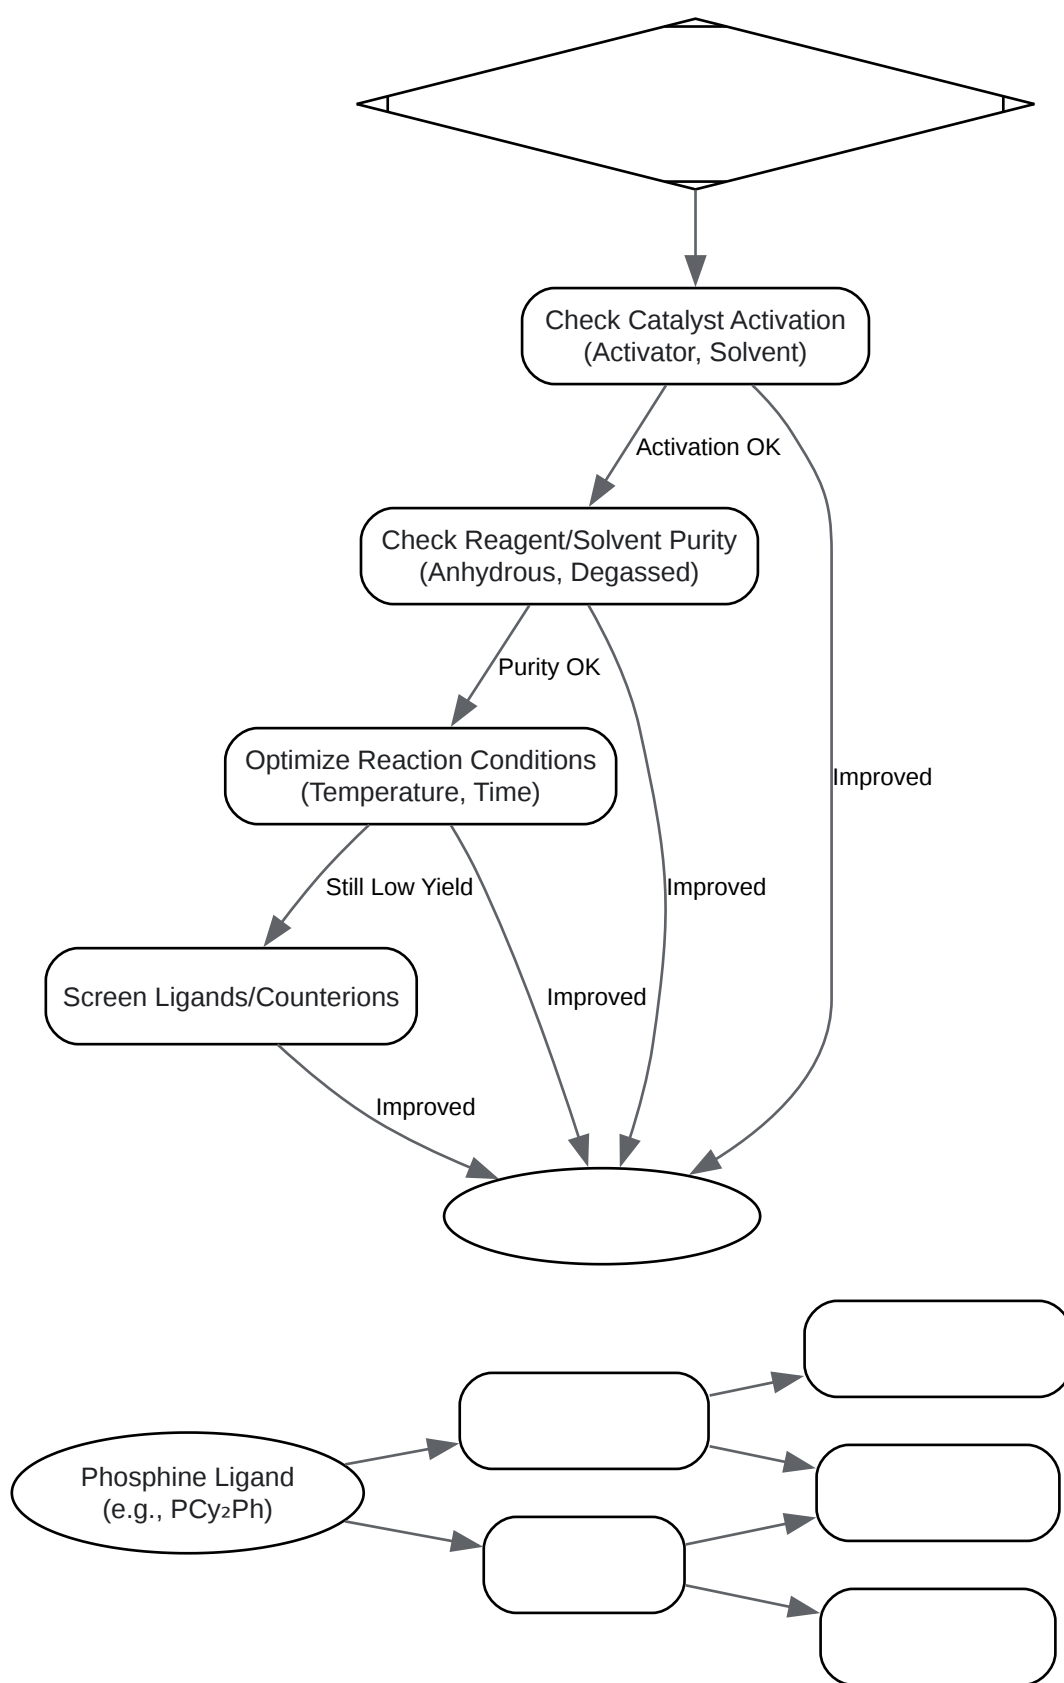 Check Catalyst Activation
(Activator, Solvent)
Activation OK
Check Reagent/Solvent Purity
(Anhydrous, Degassed)
Purity OK
Optimize Reaction Conditions
(Temperature, Time)
Improved
Still Low Yield
Improved
Screen Ligands/Counterions
Improved
Improved
Phosphine Ligand
(e.g., PCy₂Ph)